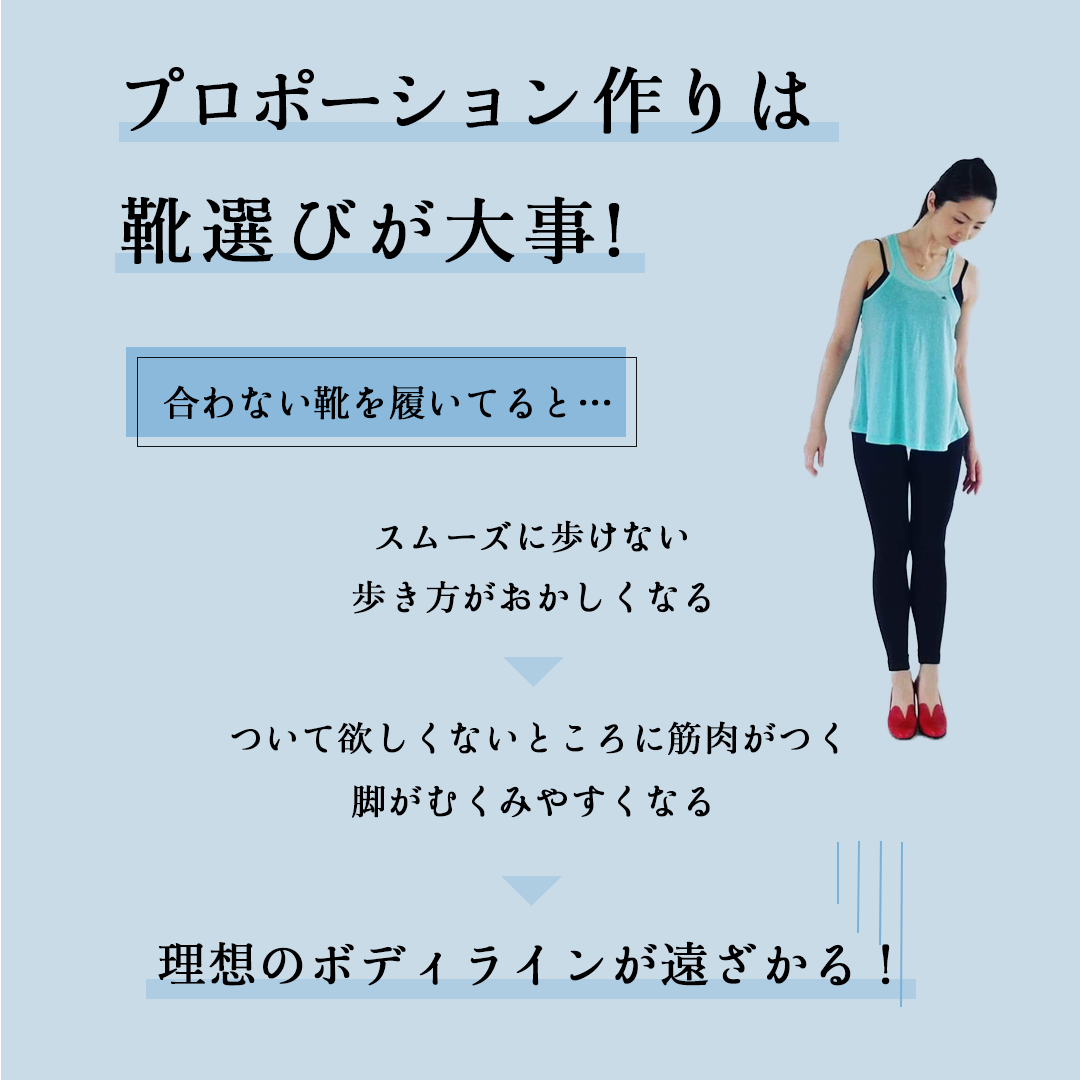 プロポーション作りは
靴選びが大事!
合わない靴を履いてると…
スムーズに歩けない
歩き方がおかしくなる
ついて欲しくないところに筋肉がつく
脚がむくみやすくなる
理想のボディラインが遠ざかる！